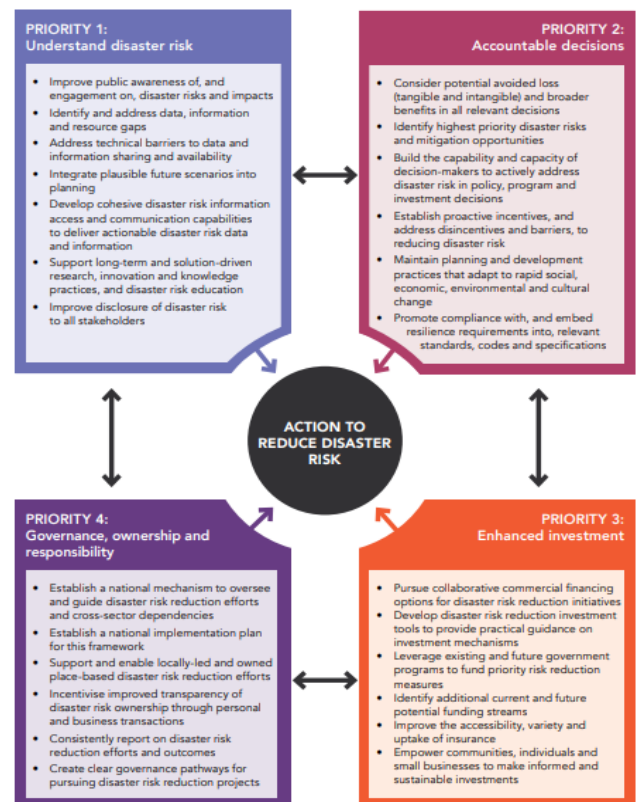 PRIORITY 1:
Understand disaster risk
• Improve public awareness of, and
engagement on, disaster risks and impacts
• Identify and address data, information
and resource gaps
• Address technical barriers to data and
information sharing and availability
• Integrate plausible future scenarios into
planning
• Develop cohesive disaster risk information
access and communication capabilities
to deliver actionable disaster risk data
and information
• Support long-term and solution-driven
research, innovation and knowledge
practices, and disaster risk education
• Improve disclosure of disaster risk
to all stakeholders
PRIORITY 2:
Accountable decisions
• Consider potential avoided loss
(tangible and intangible) and broader
benefits in all relevant decisions
• Identify highest priority disaster risks
and mitigation opportunities
• Build the capability and capacity of
decision-makers to actively address
disaster risk in policy, program and
investment decisions
• Establish proactive incentives, and
address disincentives and barriers, to
reducing disaster risk
• Maintain planning and development
practices that adapt to rapid social,
economic, environmental and cultural
change
• Promote compliance with, and embed
resilience requirements into, relevant
standards, codes and specifications
ACTION TO
REDUCE DISASTER
RISK
PRIORITY 4:
Governance, ownership and
responsibility
• Establish a national mechanism to oversee
and guide disaster risk reduction efforts
and cross-sector dependencies
• Establish a national implementation plan
for this framework
• Support and enable locally-led and owned
place-based disaster risk reduction efforts
• Incentivise improved transparency of
disaster risk ownership through personal
and business transactions
• Consistently report on disaster risk
reduction efforts and outcomes
• Create clear governance pathways for
pursuing disaster risk reduction projects
PRIORITY 3:
Enhanced investment
• Pursue collaborative commercial financing
options for disaster risk reduction initiatives
• Develop disaster risk reduction investment
tools to provide practical guidance on
investment mechanisms
• Leverage existing and future government
programs to fund priority risk reduction
measures
• Identify additional current and future
potential funding streams
• Improve the accessibility, variety and
uptake of insurance
• Empower communities, individuals and
small businesses to make informed and
sustainable investments